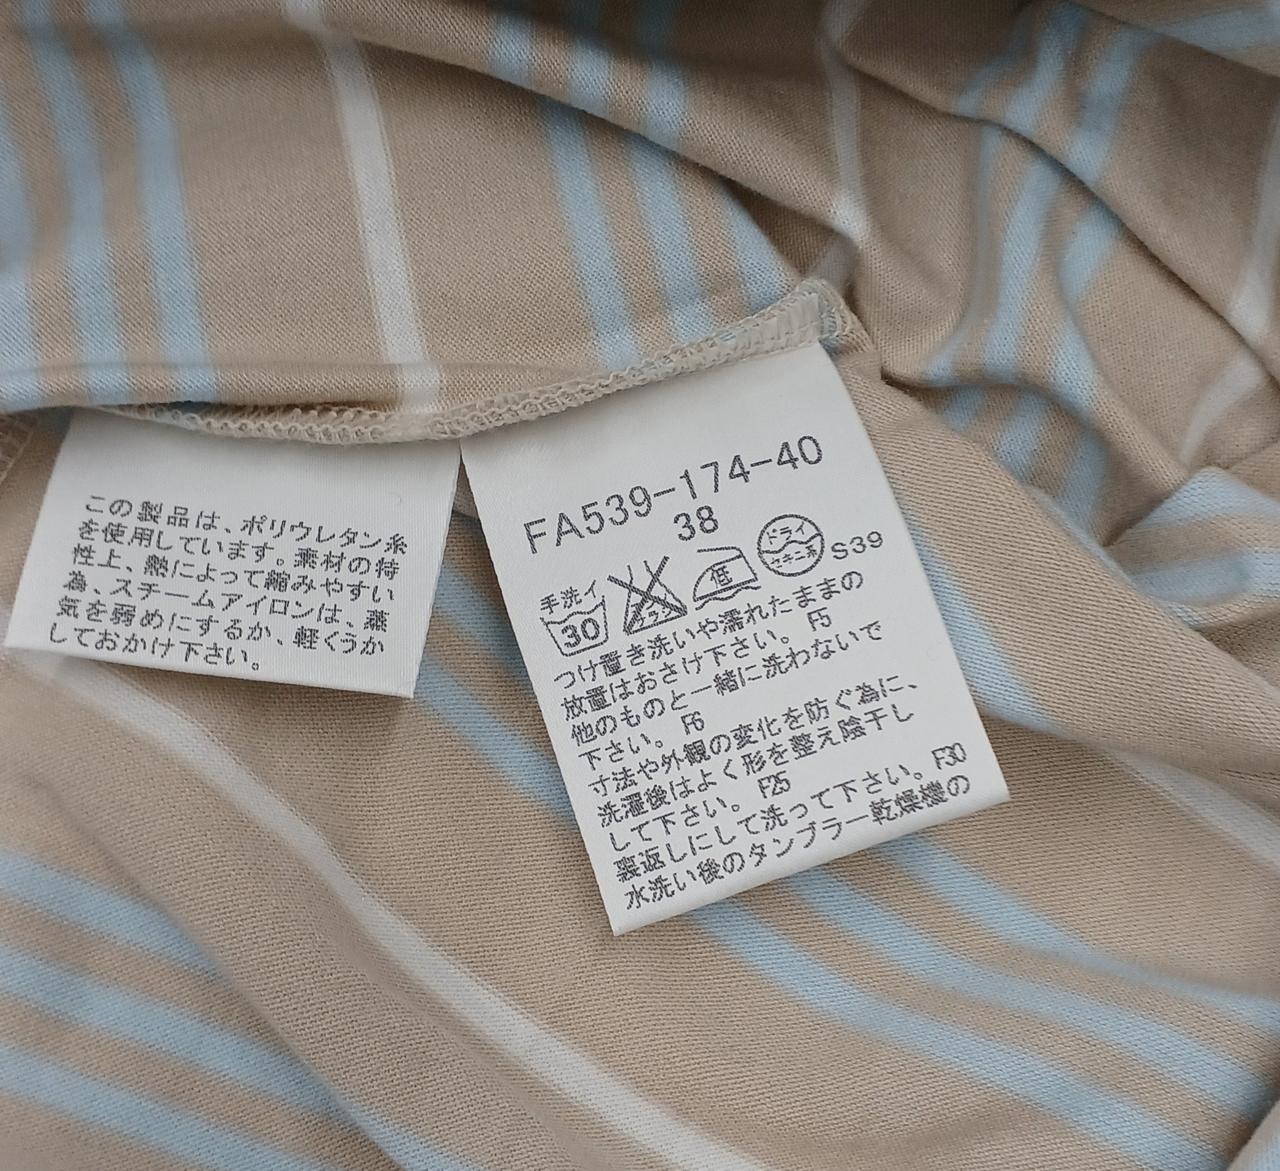 この製品は、ポリウレタン糸
を使用しています。素材の特
性上、熱によって縮みやすい
為、スチームアイロンは、蒸
気を弱めにするか、軽くうか
しておかけ下さい。
FA539-174-40
38
手洗イ
30
低
ドライ
セキユ系
S39
つけ置き洗いや濡れたままの
放置はおさけ下さい。 F5
他のものと一緒に洗わないで
下さい。 F6
寸法や外観の変化を防ぐ為に、
洗濯後はよく形を整え陰干し
して下さい。 F25
裏返しにして洗って下さい。F30
水洗い後のタンブラー乾燥機の